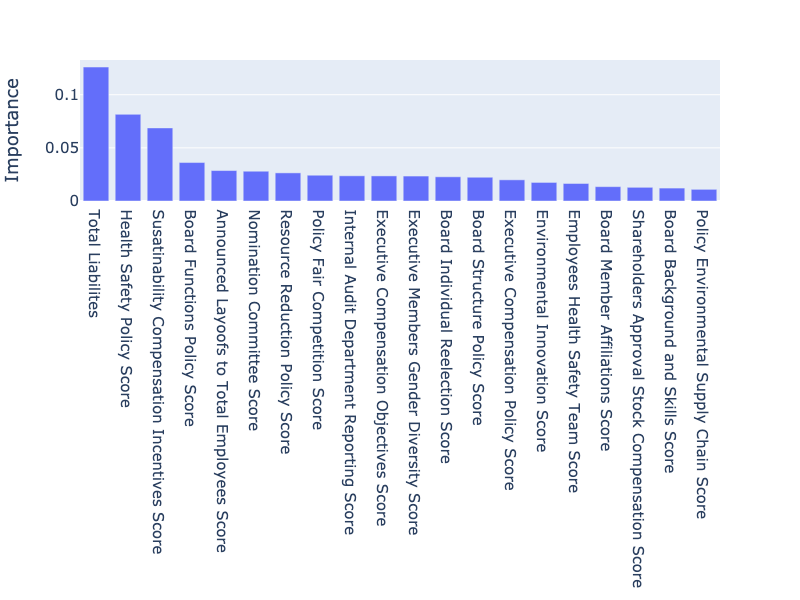 Importance
0.1
0.05
0
Total Liabilites
Health Safety Policy Score
Susatinability Compensation Incentives Score
Board Functions Policy Score
Announced Layoofs to Total Employees Score
Nomination Committee Score
Resource Reduction Policy Score
Policy Fair Competition Score
Internal Audit Department Reporting Score
Executive Compensation Objectives Score
Executive Members Gender Diversity Score
Board Individual Reelection Score
Board Structure Policy Score
Executive Compensation Policy Score
Environmental Innovation Score
Employees Health Safety Team Score
Board Member Affiliations Score
Shareholders Approval Stock Compensation Score
Board Background and Skills Score
Policy Environmental Supply Chain Score